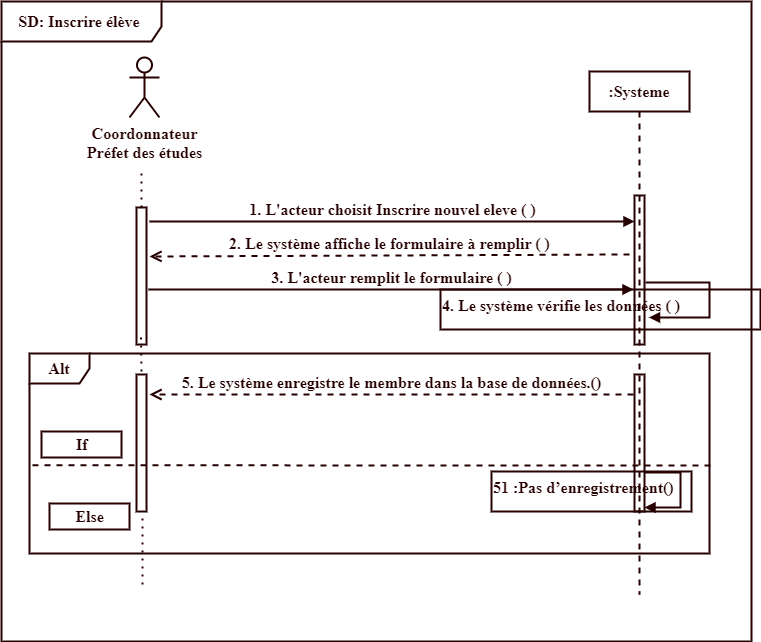 SD: Inscrire élève
:Systeme
Coordonnateur
Préfet des études
1. L'acteur choisit Inscrire nouvel eleve ( )
2. Le système affiche le formulaire à remplir ( )
3. L'acteur remplit le formulaire ( )
4. Le système vérifie les données ( )
Alt
5. Le système enregistre le membre dans la base de données.()
If
51 :Pas d’enregistrement()
Else